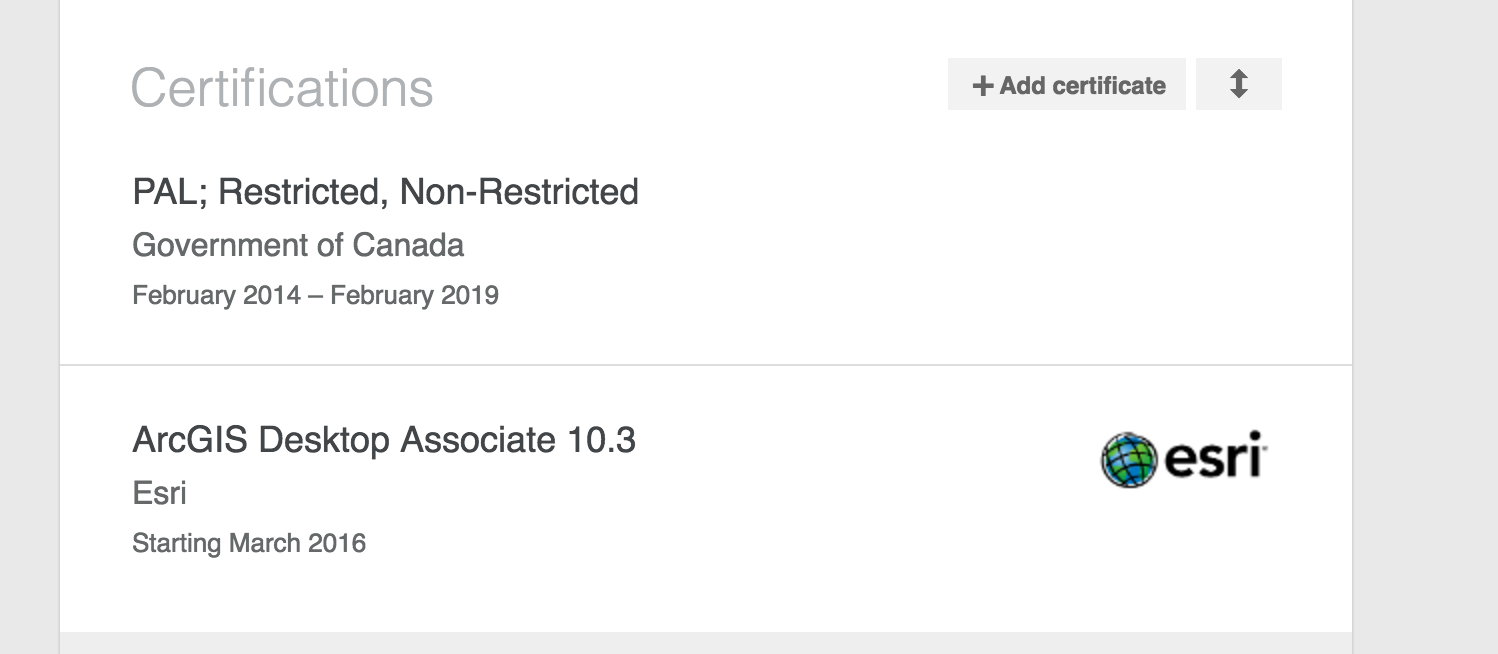 Certifications
+ Add certificate
PAL; Restricted, Non-Restricted
Government of Canada
February 2014 – February 2019
ArcGIS Desktop Associate 10.3
esri
Esri
Starting March 2016